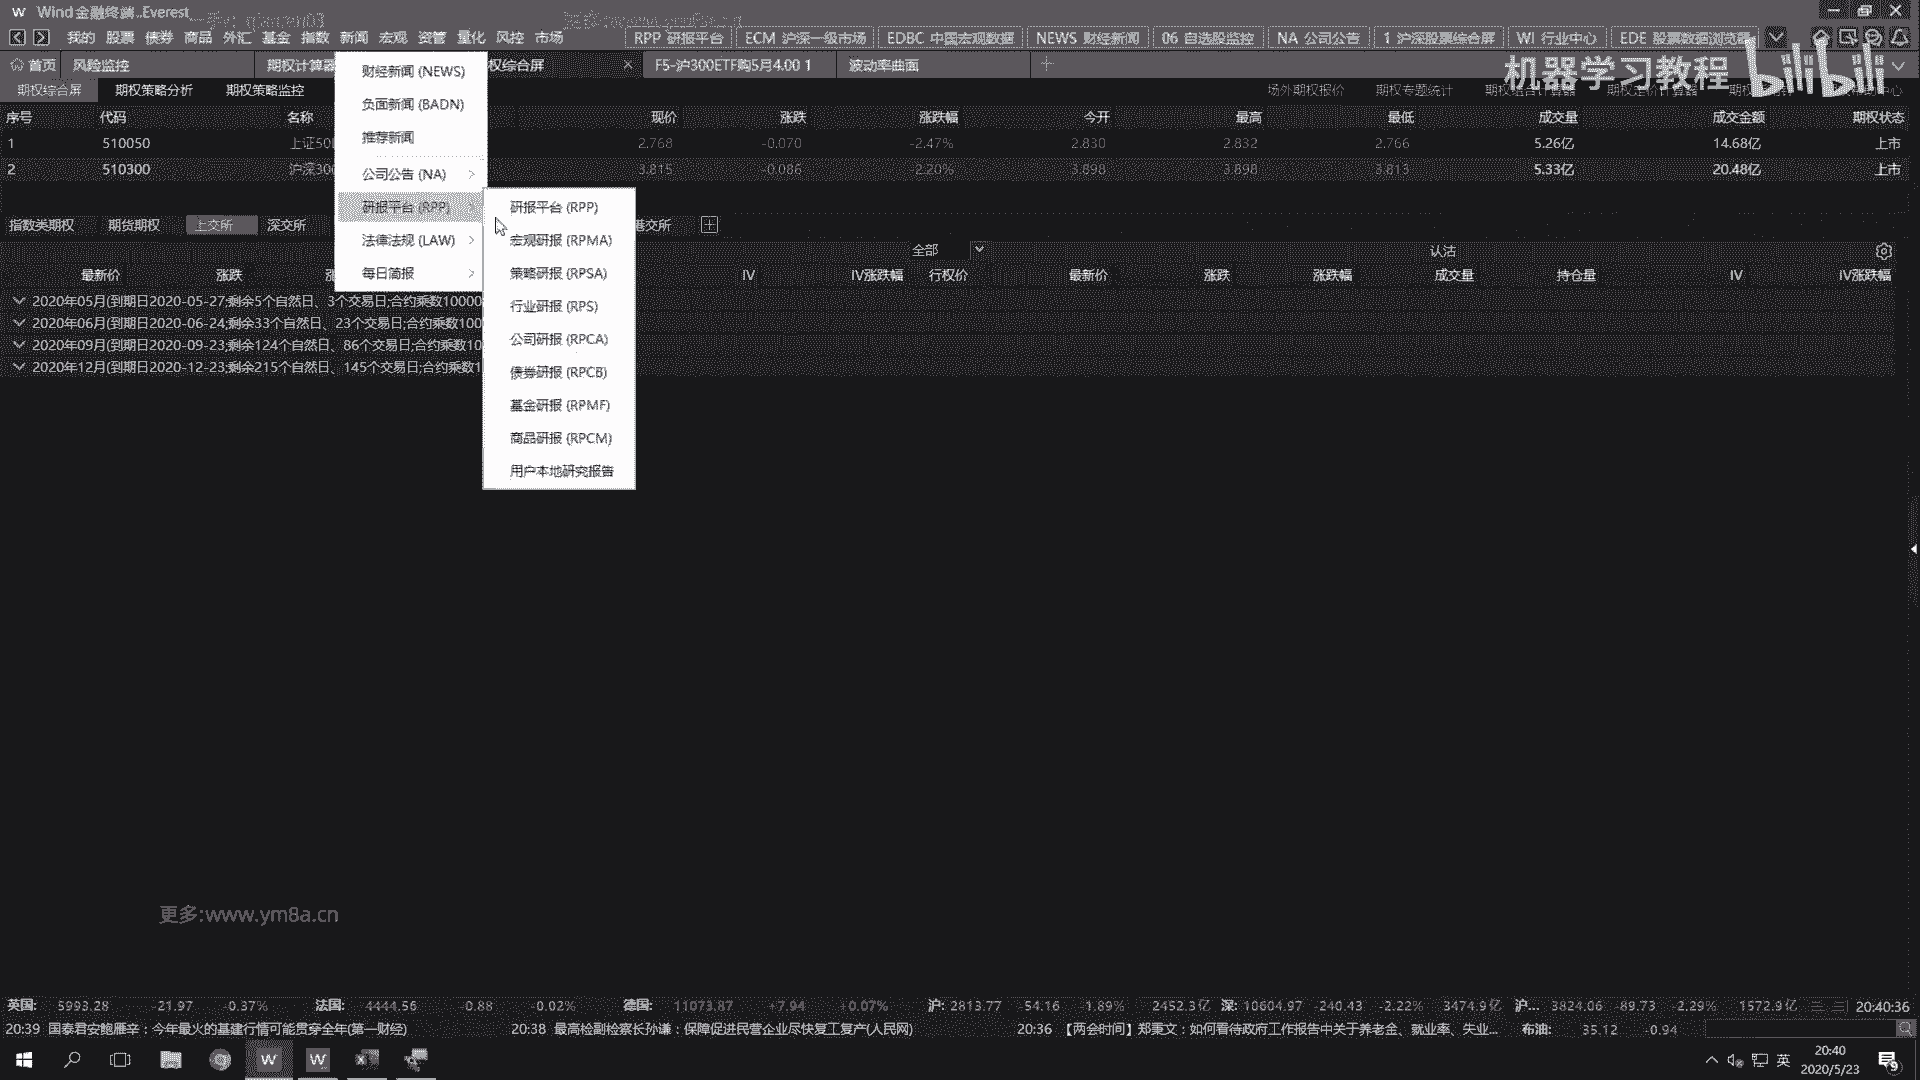 Wind金融终端..Everest
我的 股票 债券 商品 外汇 基金 指数 新闻 宏观 资管 量化 风控 市场 RPP 研报平台 ECM 沪深一级市场 EDBC 中国宏观数据 NEWS 财经新闻 06 自选股监控 NA 公司公告 1 沪深股票综合屏 WI 行业中心 EDE 股票数据浏览器
首页 风险监控 期权计算器 权综合屏 F5-沪300ETF购5月4.00 1 波动率曲面
机器学习教程 bilibili
期权综合屏 期权策略分析 期权策略监控 场外期权报价 期权专题统计
序号 代码 名称 现价 涨跌 涨跌幅 今开 最高 最低 成交量 成交金额 期权状态
1 510050 上证50 2.768 -0.070 -2.47% 2.830 2.832 2.766 5.26亿 14.68亿 上市
2 510300 沪深300 3.815 -0.086 -2.20% 3.898 3.898 3.813 5.33亿 20.48亿 上市
财经新闻 (NEWS)
负面新闻 (BADN)
推荐新闻
公司公告 (NA)
研报平台 (RPP)
法律法规 (LAW)
每日简报
研报平台 (RPP)
宏观研报 (RPMA)
策略研报 (RPSA)
行业研报 (RPS)
公司研报 (RPCA)
债券研报 (RPCB)
基金研报 (RPMF)
商品研报 (RPCM)
用户本地研究报告
指数类期权 期货期权 上交所 深交所 港交所
全部 认沽
最新价 涨跌 IV IV涨跌幅 行权价 最新价 涨跌 涨跌幅 成交量 持仓量 IV IV涨跌幅
2020年05月(到期日2020-05-27;剩余5个自然日、3个交易日;合约乘数10000
2020年06月(到期日2020-06-24;剩余33个自然日、23个交易日;合约乘数100
2020年09月(到期日2020-09-23;剩余124个自然日、86个交易日;合约乘数10
2020年12月(到期日2020-12-23;剩余215个自然日、145个交易日;合约乘数1
更多:www.ym8a.cn
英国: 5993.28 -21.97 -0.37% 法国: 4444.56 -0.88 -0.02% 德国: 11073.87 +7.94 +0.07% 沪: 2813.77 -54.16 -1.89% 2452.3亿 深: 10604.97 -240.43 -2.22% 3474.9亿 沪... 3824.06 -89.73 -2.29% 1572.9亿 20:40:36
20:39 国泰君安鲍雁辛：今年最火的基建行情可能贯穿全年(第一财经) 20:38 最高检副检察长孙谦：保障促进民营企业尽快复工复产(人民网) 20:36 【两会时间】郑秉文：如何看待政府工作报告中关于养老金、就业率、失业... 布油: 35.12 -0.94
英 20:40
2020/5/23
9